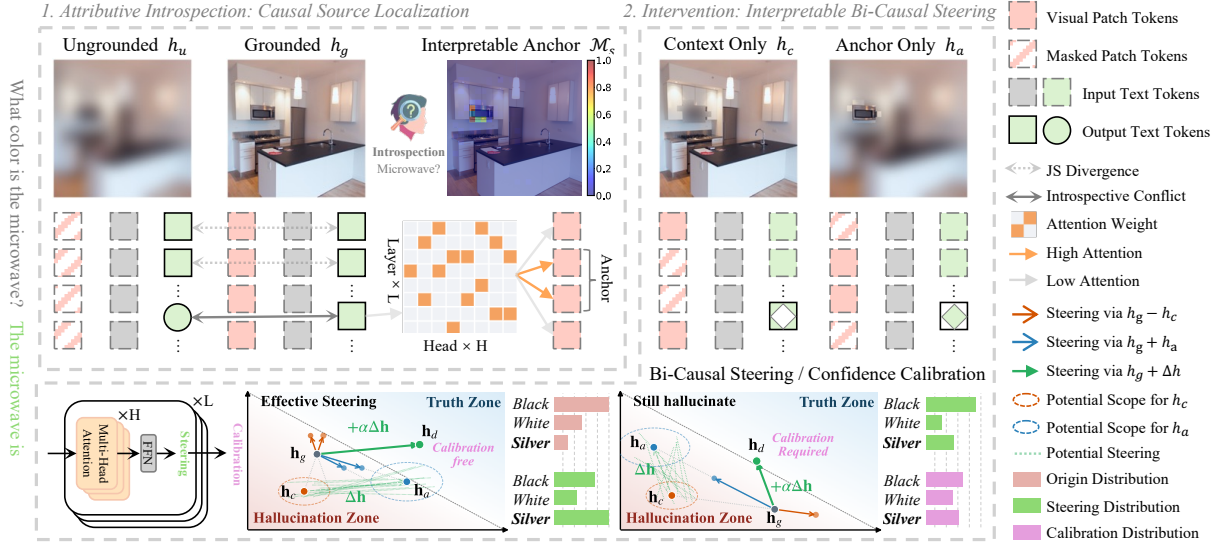 1. Attributive Introspection: Causal Source Localization
2. Intervention: Interpretable Bi-Causal Steering
Ungrounded h_u
Grounded h_g
Interpretable Anchor M_s
Context Only h_c
Anchor Only h_a
What color is the microwave? The microwave is
Introspection
Microwave?
1.0
0.8
0.6
0.4
0.2
0.0
Layer × L
Head × H
Anchor
Visual Patch Tokens
Masked Patch Tokens
Input Text Tokens
Output Text Tokens
JS Divergence
Introspective Conflict
Attention Weight
High Attention
Low Attention
Steering via h_g − h_c
Steering via h_g + h_a
Steering via h_g + Δh
Potential Scope for h_c
Potential Scope for h_a
Potential Steering
Origin Distribution
Steering Distribution
Calibration Distribution
Bi-Causal Steering / Confidence Calibration
×H
×L
Multi-Head
Attention
FFN
Steering
Calibration
Effective Steering
Truth Zone
+αΔh
h_d
h_g
Calibration
free
h_c
Δh
h_a
Hallucination Zone
Black
White
Silver
Black
White
Silver
Still hallucinate
Truth Zone
h_a
h_d
Calibration
Required
Δh
+αΔh
h_c
h_g
Hallucination Zone
Black
White
Silver
Black
White
Silver